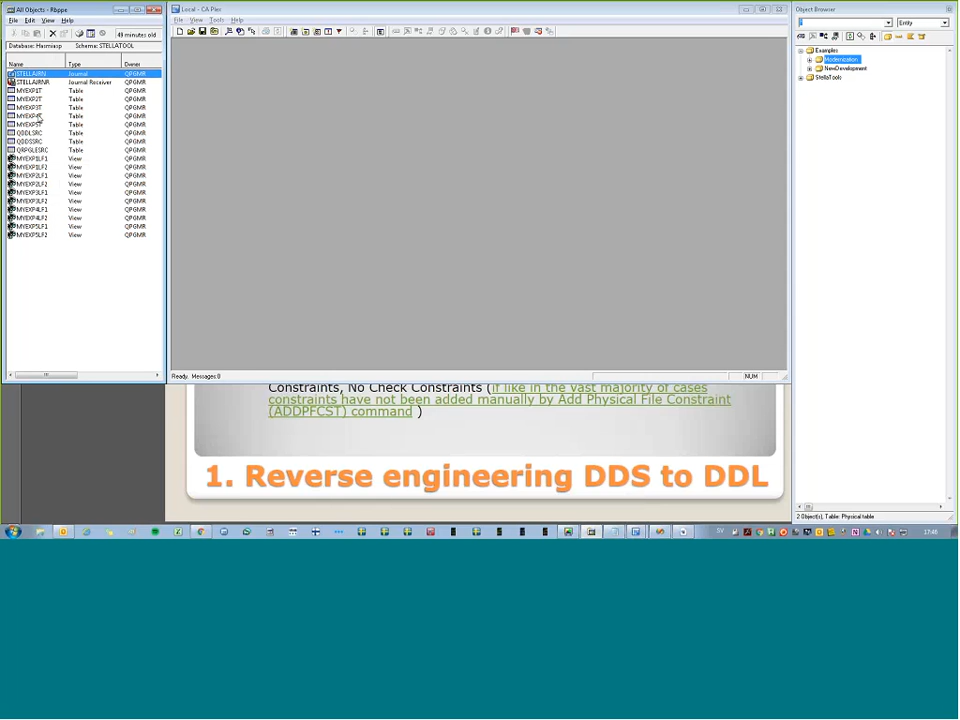 All Objects - Rbppe
File Edit View Help
49 minutes old
Database: Hasmiasp Schema: STELLATOOL
Name Type Owner
STELLAJRN Journal QPGMR
STELLAJRNR Journal Receiver QPGMR
MYEXP1T Table QPGMR
MYEXP2T Table QPGMR
MYEXP3T Table QPGMR
MYEXP4T Table QPGMR
MYEXP5T Table QPGMR
QDDLSRC Table QPGMR
QDDSSRC Table QPGMR
QRPGLESRC Table QPGMR
MYEXP1LF1 View QPGMR
MYEXP1LF2 View QPGMR
MYEXP2LF1 View QPGMR
MYEXP2LF2 View QPGMR
MYEXP3LF1 View QPGMR
MYEXP3LF2 View QPGMR
MYEXP4LF1 View QPGMR
MYEXP4LF2 View QPGMR
MYEXP5LF1 View QPGMR
MYEXP5LF2 View QPGMR
Local - CA Plex
File View Tools Help
Ready. Messages:0
NUM
Object Browser
Entity
Examples
Modernization
NewDevelopment
StellaTools
2 Object(s), Table: Physical table
Constraints, No Check Constraints (if like in the vast majority of cases
constraints have not been added manually by Add Physical File Constraint
(ADDPFCST) command )
1. Reverse engineering DDS to DDL
SV
17:46